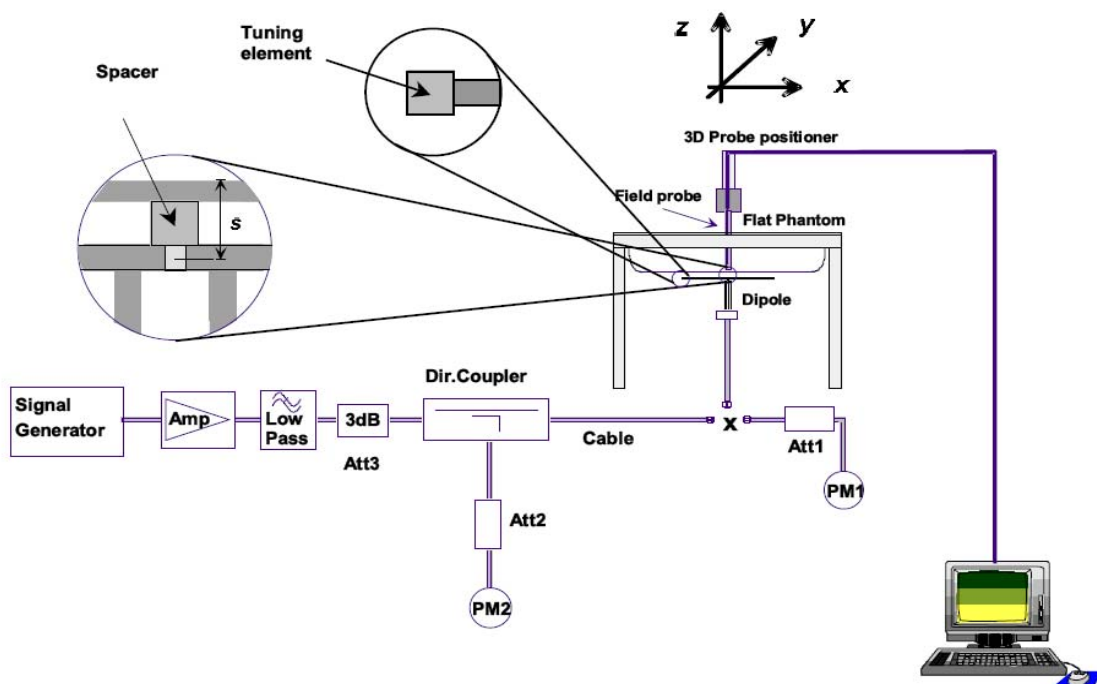 Tuning
element
Spacer
z
y
x
3D Probe positioner
Field probe
Flat Phantom
s
Dipole
Dir.Coupler
Signal
Generator
Amp
Low
Pass
3dB
Att3
Cable
x
Att1
PM1
Att2
PM2